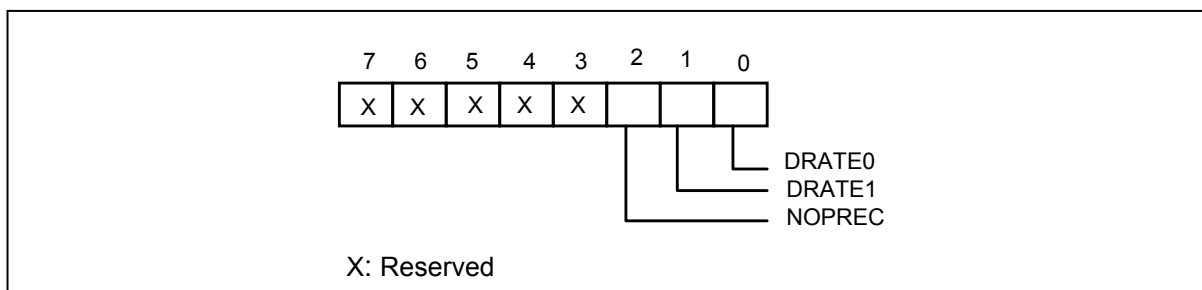 7 6 5 4 3 2 1 0
X X X X X
DRATE0
DRATE1
NOPREC
X: Reserved